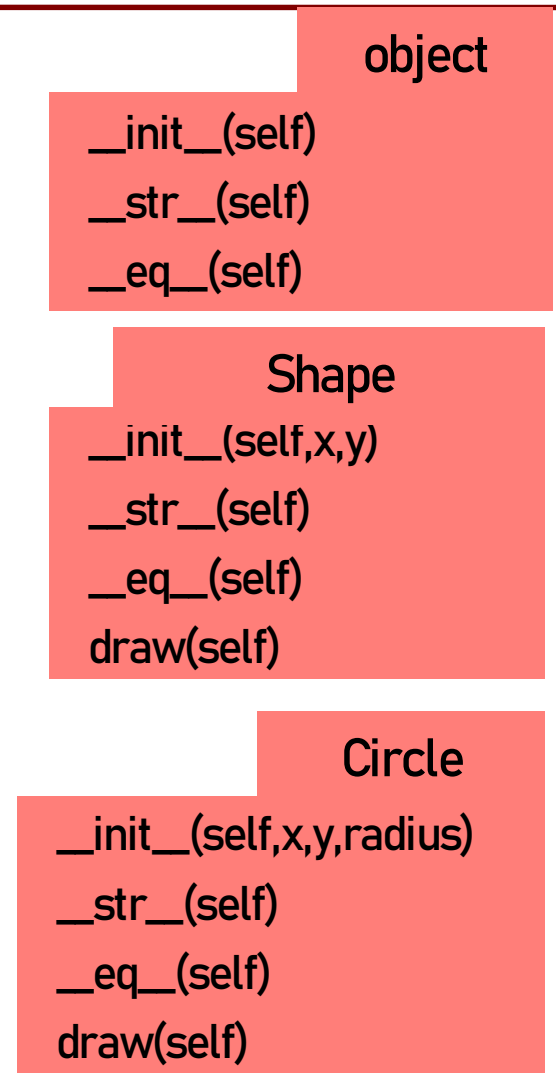 object
__init__(self)
__str__(self)
__eq__(self)
Shape
__init__(self,x,y)
__str__(self)
__eq__(self)
draw(self)
Circle
__init__(self,x,y,radius)
__str__(self)
__eq__(self)
draw(self)